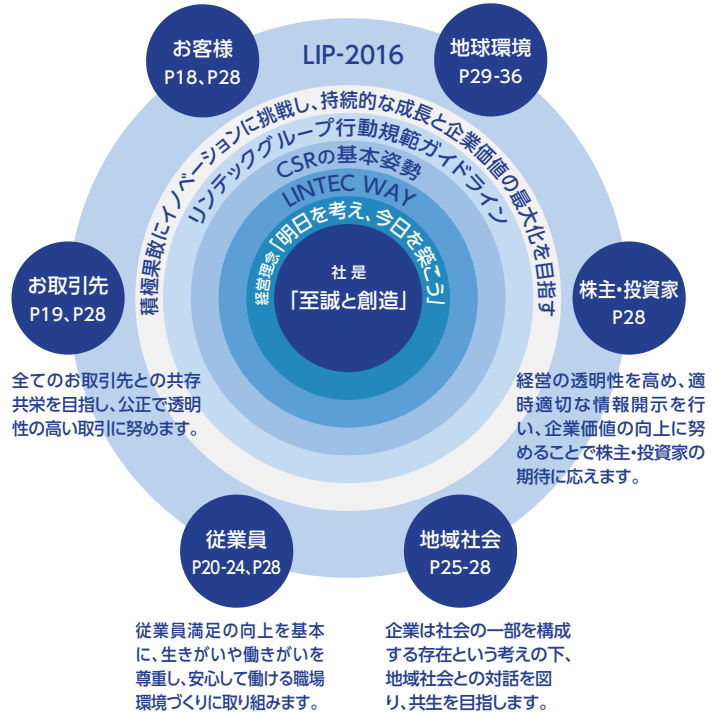 お客様
P18、P28
LIP-2016
地球環境
P29-36
積極果敢にイノベーションに挑戦し、持続的な成長と企業価値の最大化を目指す
リンテックグループ行動規範ガイドライン
CSRの基本姿勢
LINTEC WAY
経営理念「明日を考え、今日を築こう」
社是
「至誠と創造」
お取引先
P19、P28
全てのお取引先との共存
共栄を目指し、公正で透明
性の高い取引に努めます。
株主・投資家
P28
経営の透明性を高め、適
時適切な情報開示を行
い、企業価値の向上に努
めることで株主・投資家の
期待に応えます。
従業員
P20-24、P28
従業員満足の向上を基本
に、生きがいや働きがいを
尊重し、安心して働ける職場
環境づくりに取り組みます。
地域社会
P25-28
企業は社会の一部を構成
する存在という考えの下、
地域社会との対話を図
り、共生を目指します。